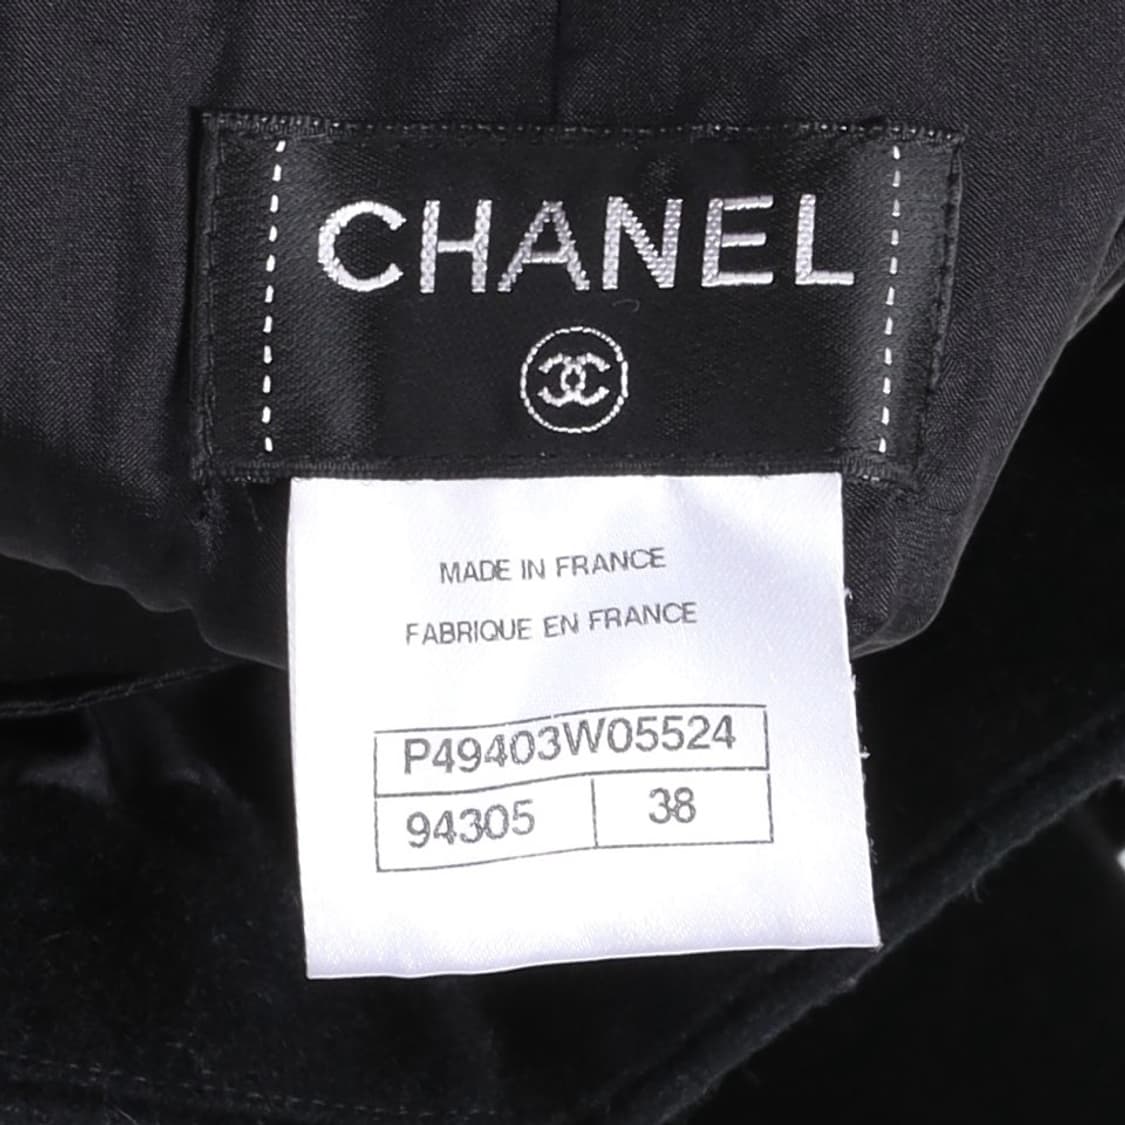 CHANEL
MADE IN FRANCE
FABRIQUE EN FRANCE
P49403W05524
94305 38